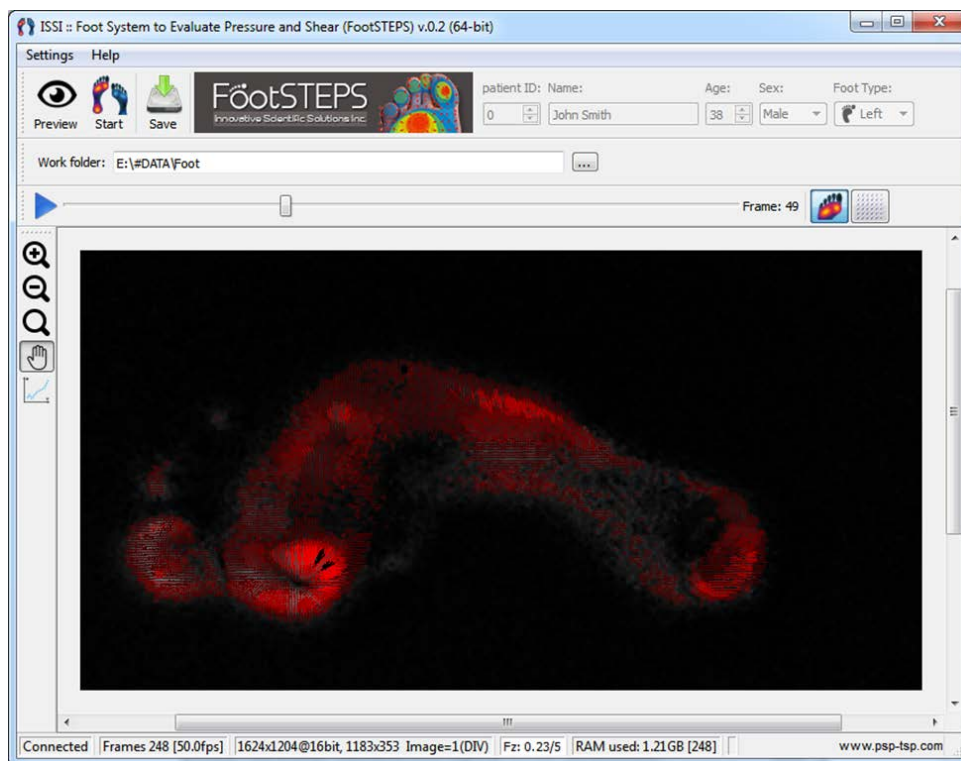 ISSI :: Foot System to Evaluate Pressure and Shear (FootSTEPS) v.0.2 (64-bit)
Settings Help
Preview Start Save
FootSTEPS
Innovative Scientific Solutions Inc.
patient ID: Name: Age: Sex: Foot Type:
0 John Smith 38 Male Left
Work folder: E:\#DATA\Foot
...
Frame: 49
Connected Frames 248 [50.0fps] 1624x1204@16bit, 1183x353 Image=1(DIV) Fz: 0.23/5 RAM used: 1.21GB [248] www.psp-tsp.com